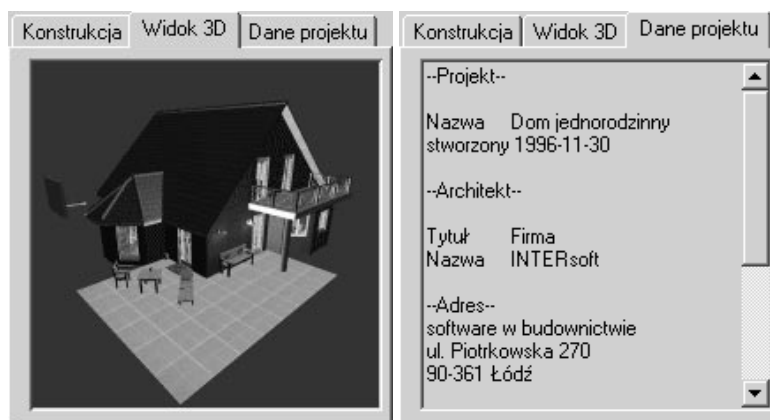 Konstrukcja Widok 3D Dane projektu
Konstrukcja Widok 3D Dane projektu
--Projekt--
Nazwa Dom jednorodzinny
stworzony 1996-11-30
--Architekt--
Tytuł Firma
Nazwa INTERsoft
--Adres--
software w budownictwie
ul. Piotrkowska 270
90-361 Łódź